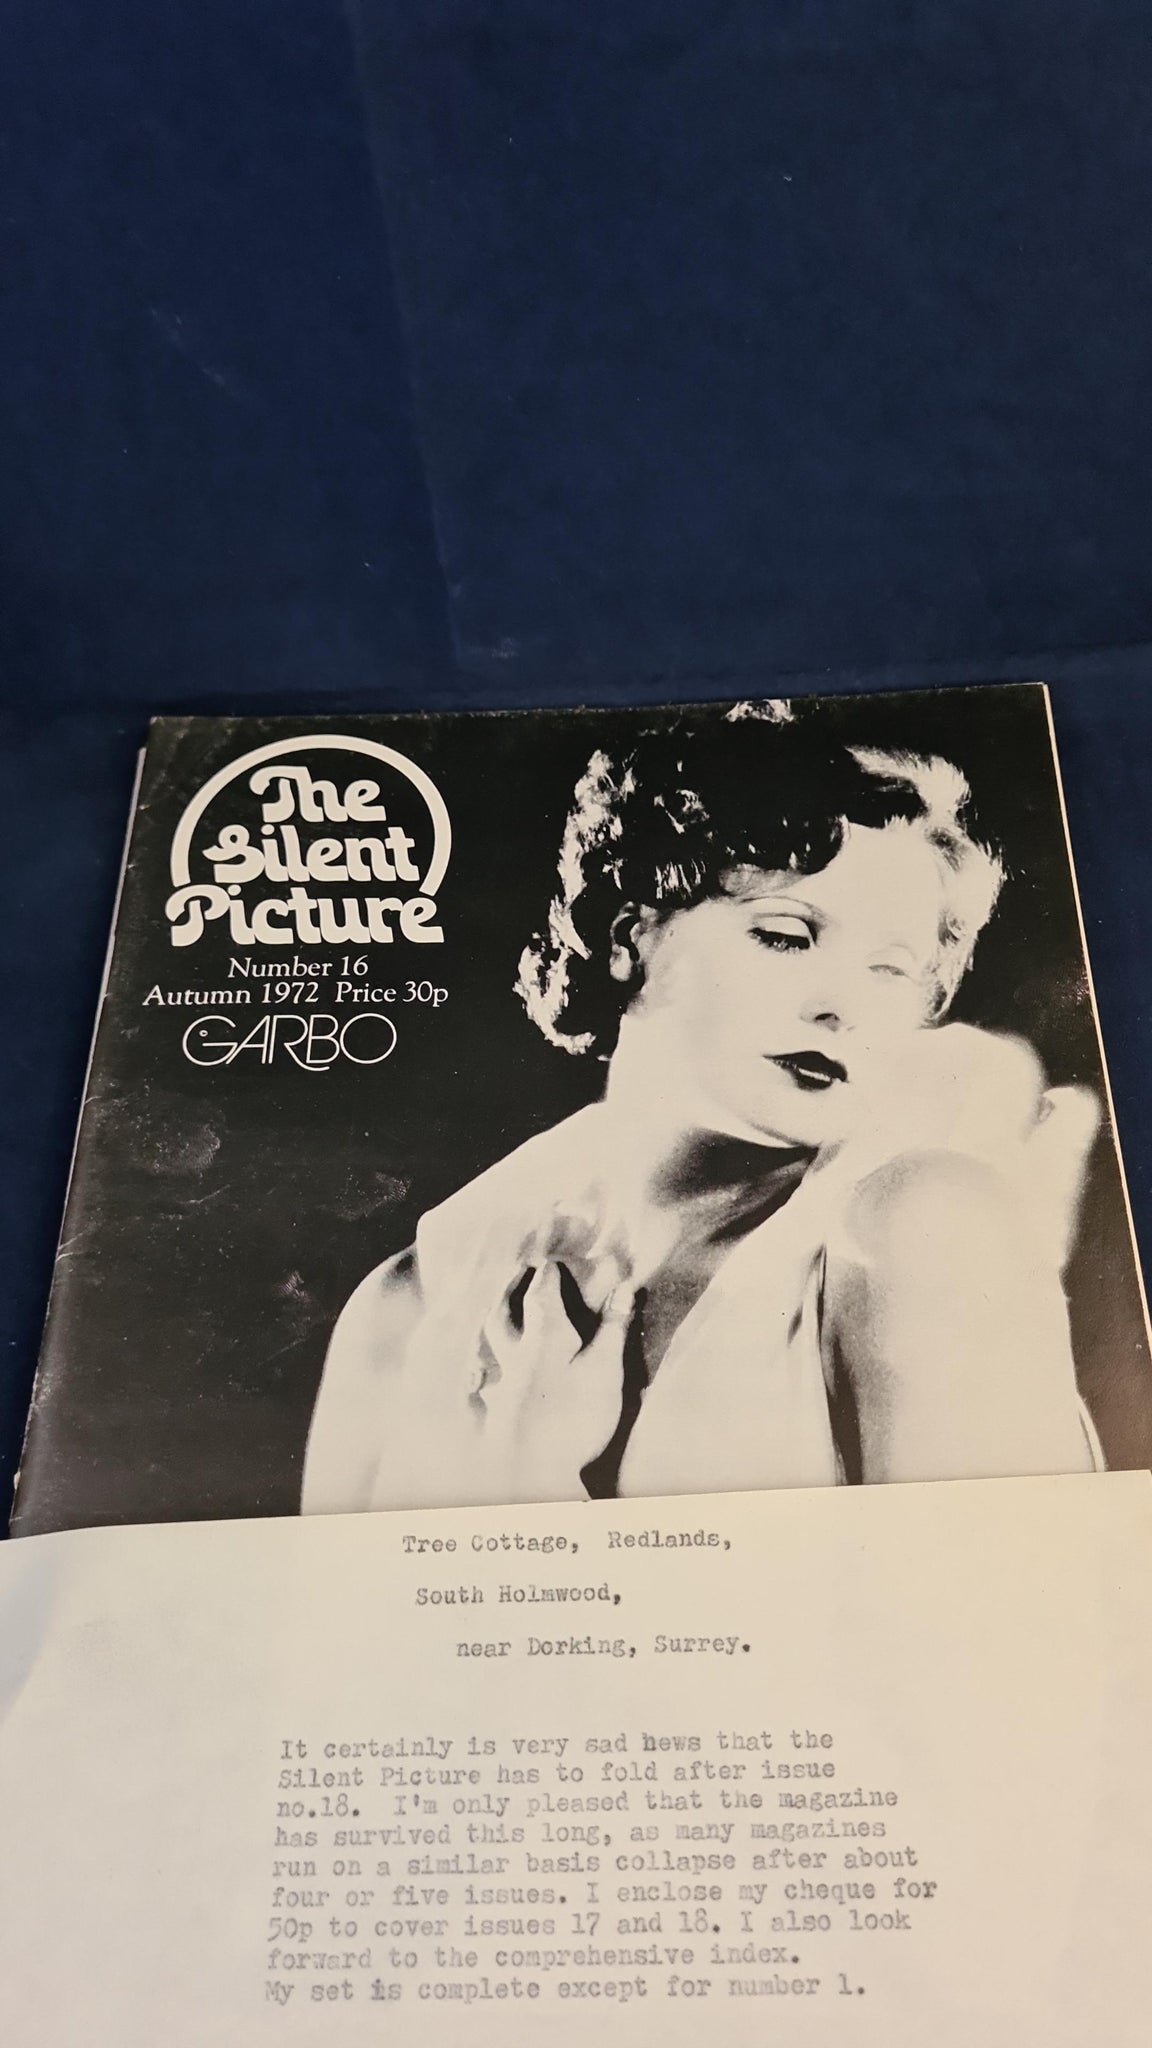 The
Silent
Picture
Number 16
Autumn 1972 Price 30p
GARBO
Tree Cottage, Redlands,
South Holmwood,
near Dorking, Surrey.
It certainly is very sad news that the
Silent Picture has to fold after issue
no.18. I'm only pleased that the magazine
has survived this long, as many magazines
run on a similar basis collapse after about
four or five issues. I enclose my cheque for
50p to cover issues 17 and 18. I also look
forward to the comprehensive index.
My set is complete except for number 1.